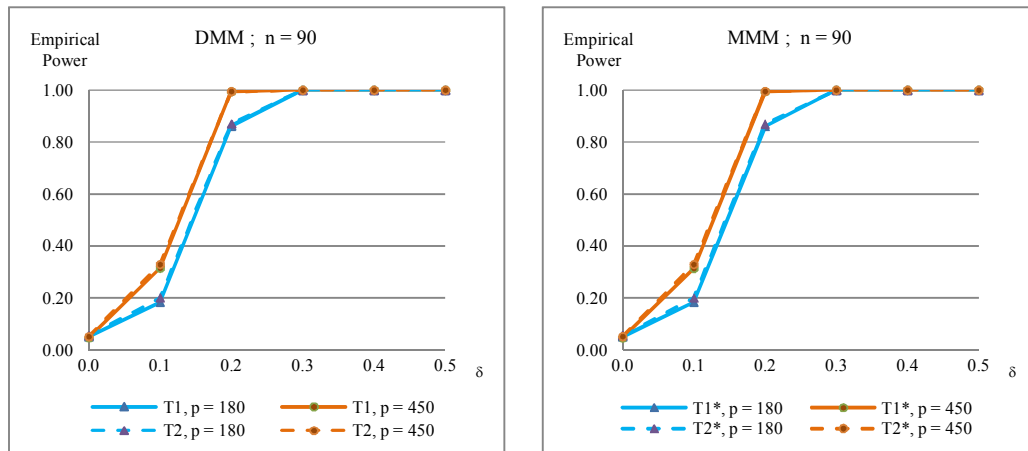 DMM ; n = 90
Empirical
Power
1.00
0.80
0.60
0.40
0.20
0.00
0.0 0.1 0.2 0.3 0.4 0.5 δ
T1, p = 180 T1, p = 450
T2, p = 180 T2, p = 450
MMM ; n = 90
Empirical
Power
1.00
0.80
0.60
0.40
0.20
0.00
0.0 0.1 0.2 0.3 0.4 0.5 δ
T1*, p = 180 T1*, p = 450
T2*, p = 180 T2*, p = 450